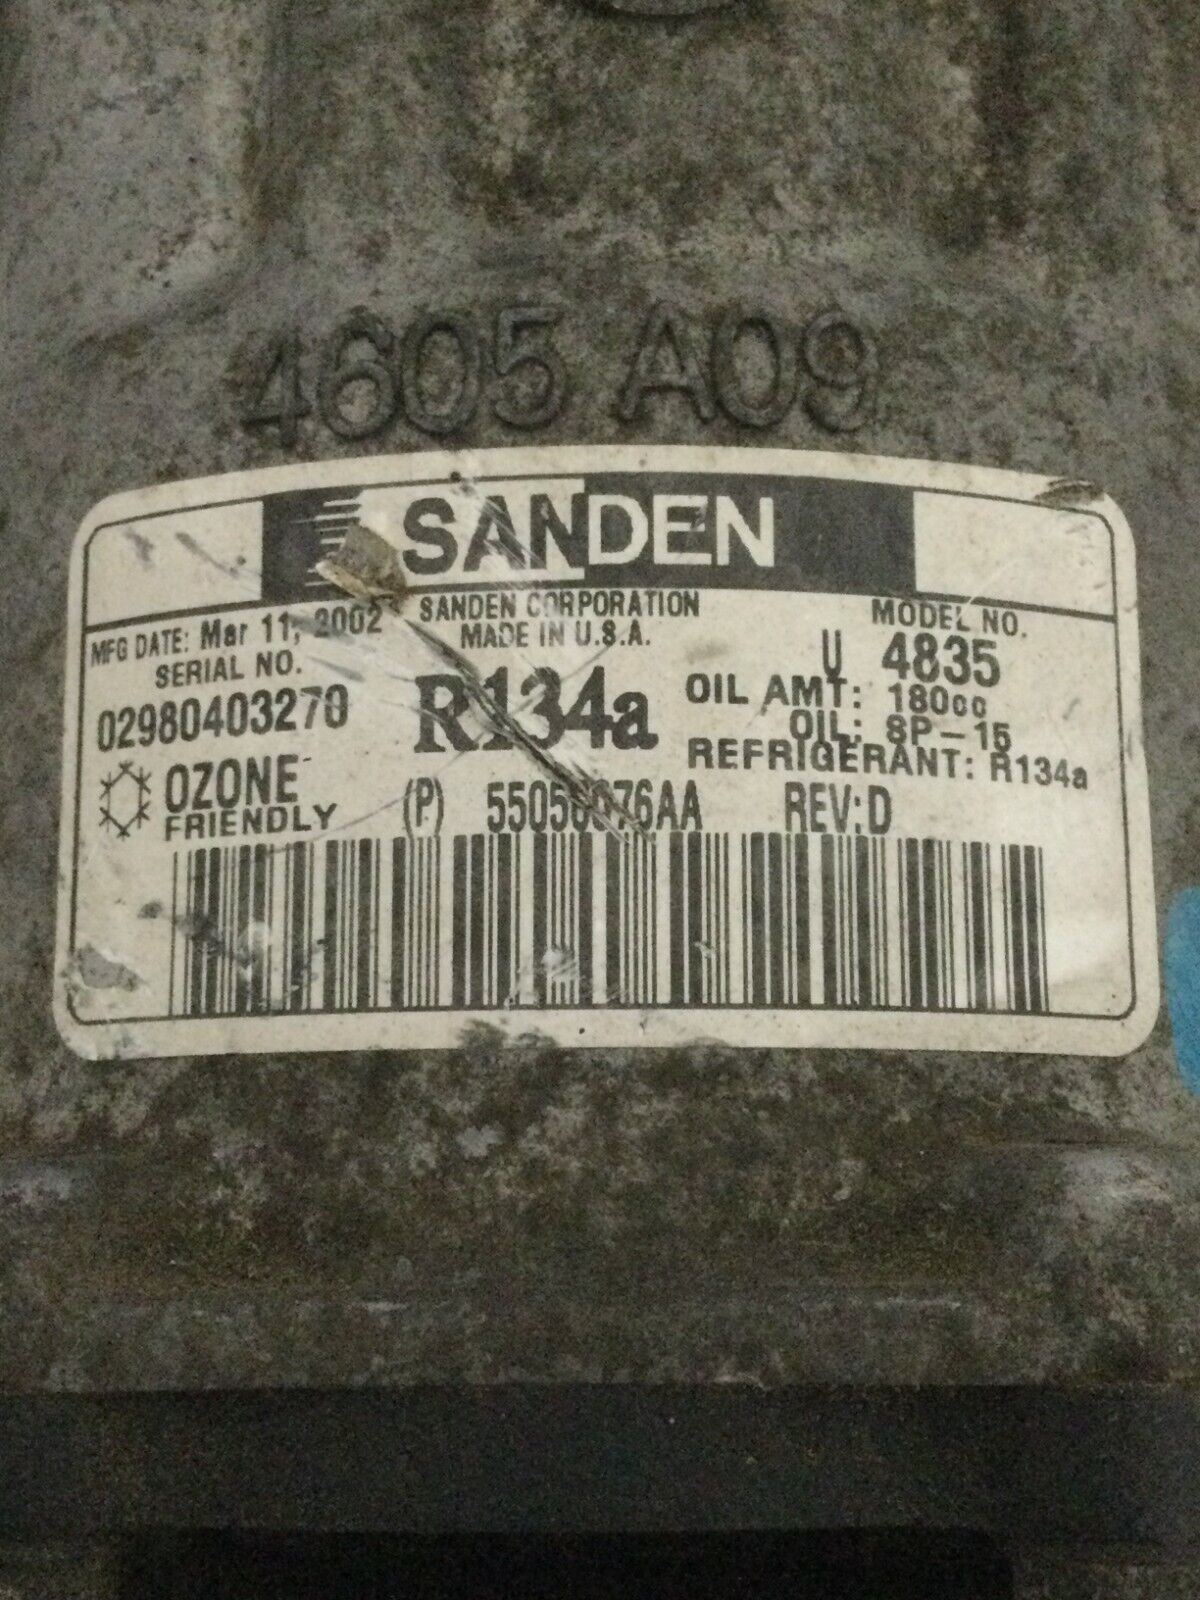 4605 A09
SANDEN
MFG DATE: Mar 11, 2002
SANDEN CORPORATION
MODEL NO.
SERIAL NO.
MADE IN U.S.A.
U 4835
02980403270
R134a
OIL AMT: 180cc
OIL: SP-15
REFRIGERANT: R134a
OZONE
FRIENDLY
(P)
REV:D